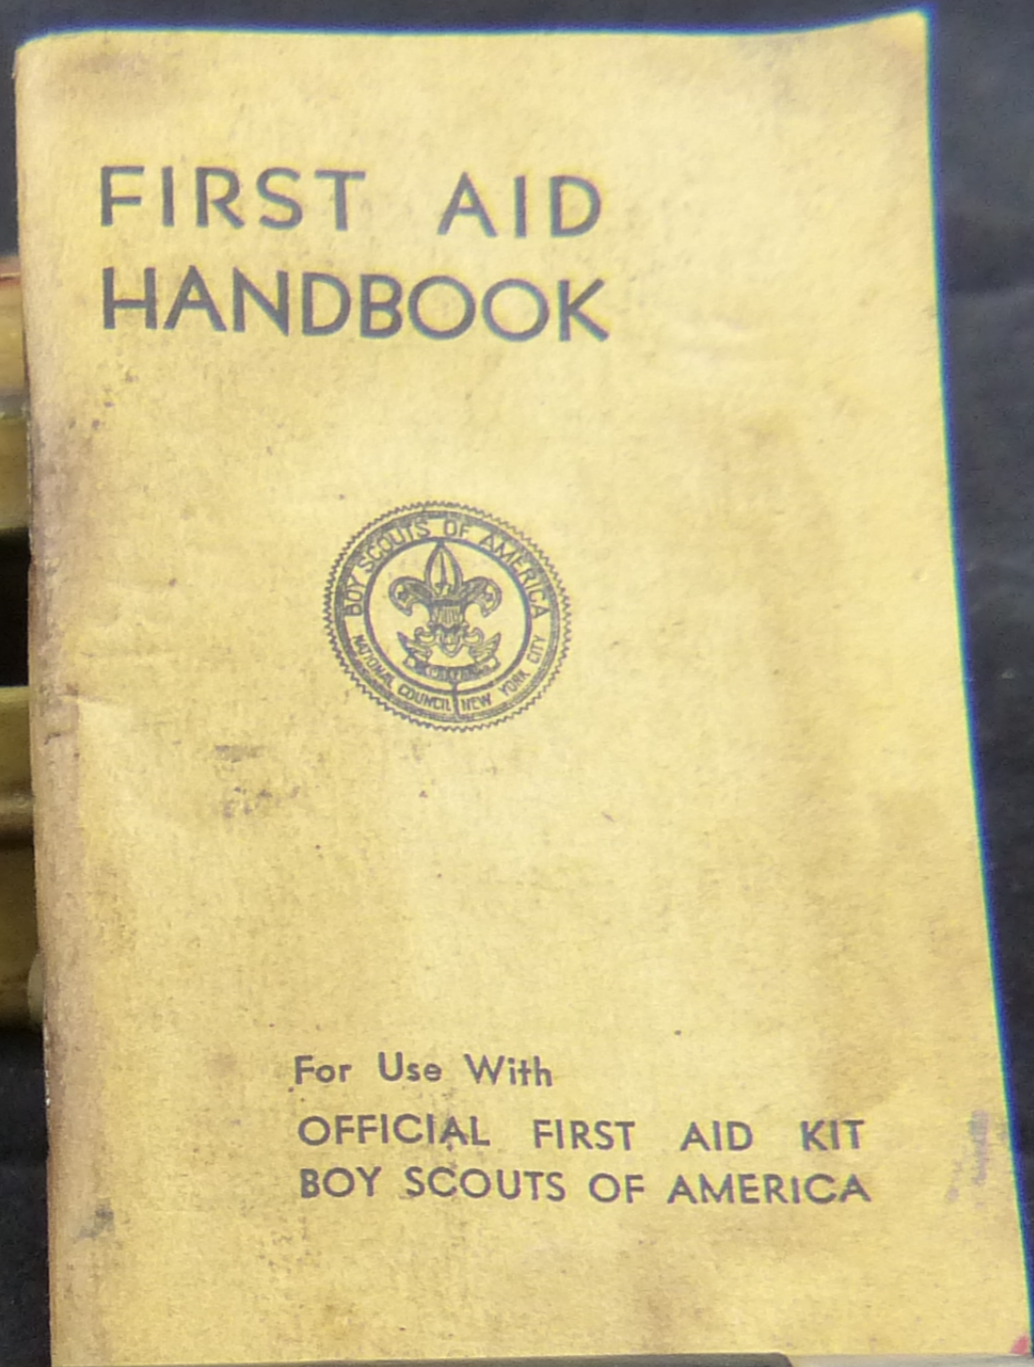 FIRST AID
HANDBOOK
BOY SCOUTS OF AMERICA
NATIONAL COUNCIL NEW YORK CITY
For Use With
OFFICIAL FIRST AID KIT
BOY SCOUTS OF AMERICA